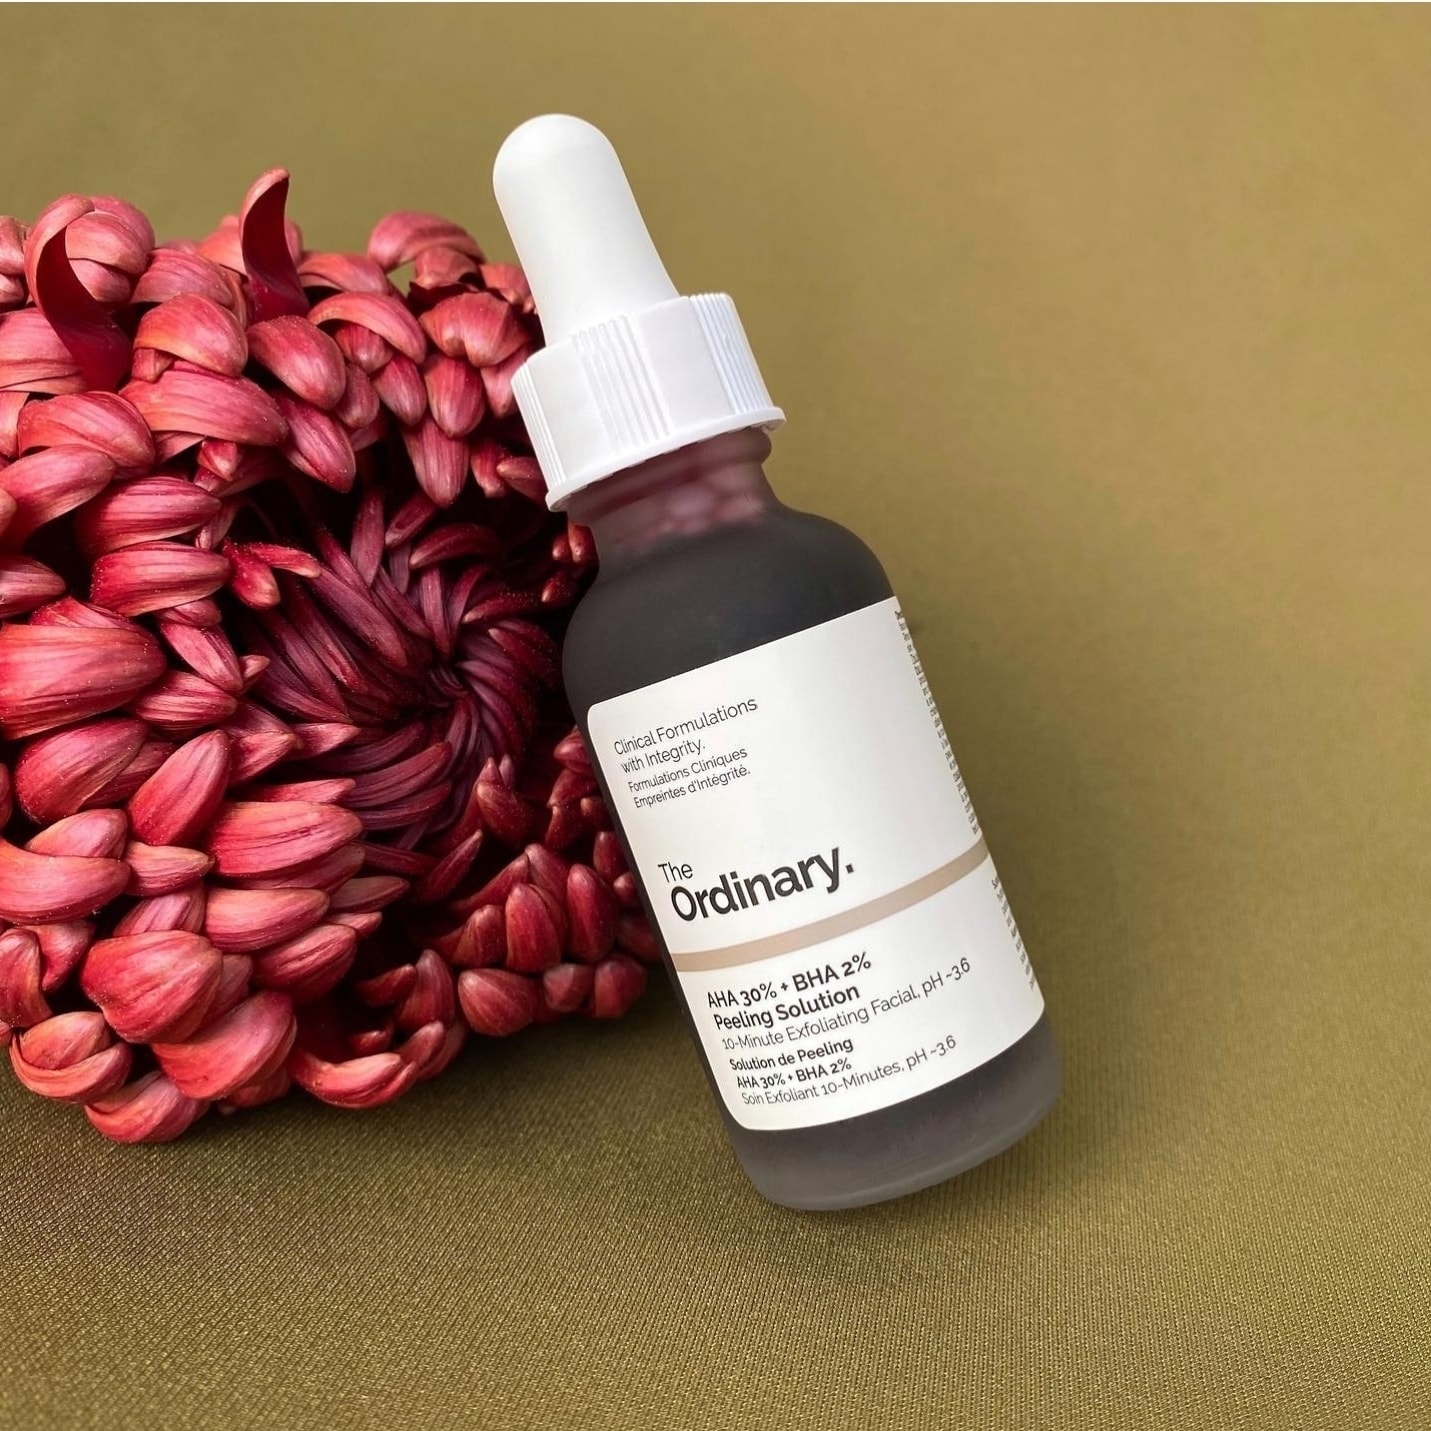 Clinical Formulations
with Integrity.
Formulations Cliniques
Empreintes d'Intégrité.
The
Ordinary.
AHA 30% + BHA 2%
Peeling Solution
10-Minute Exfoliating Facial, pH ~3.6
Solution de Peeling
AHA 30% + BHA 2%
Soin Exfoliant 10-Minutes, pH ~3.6